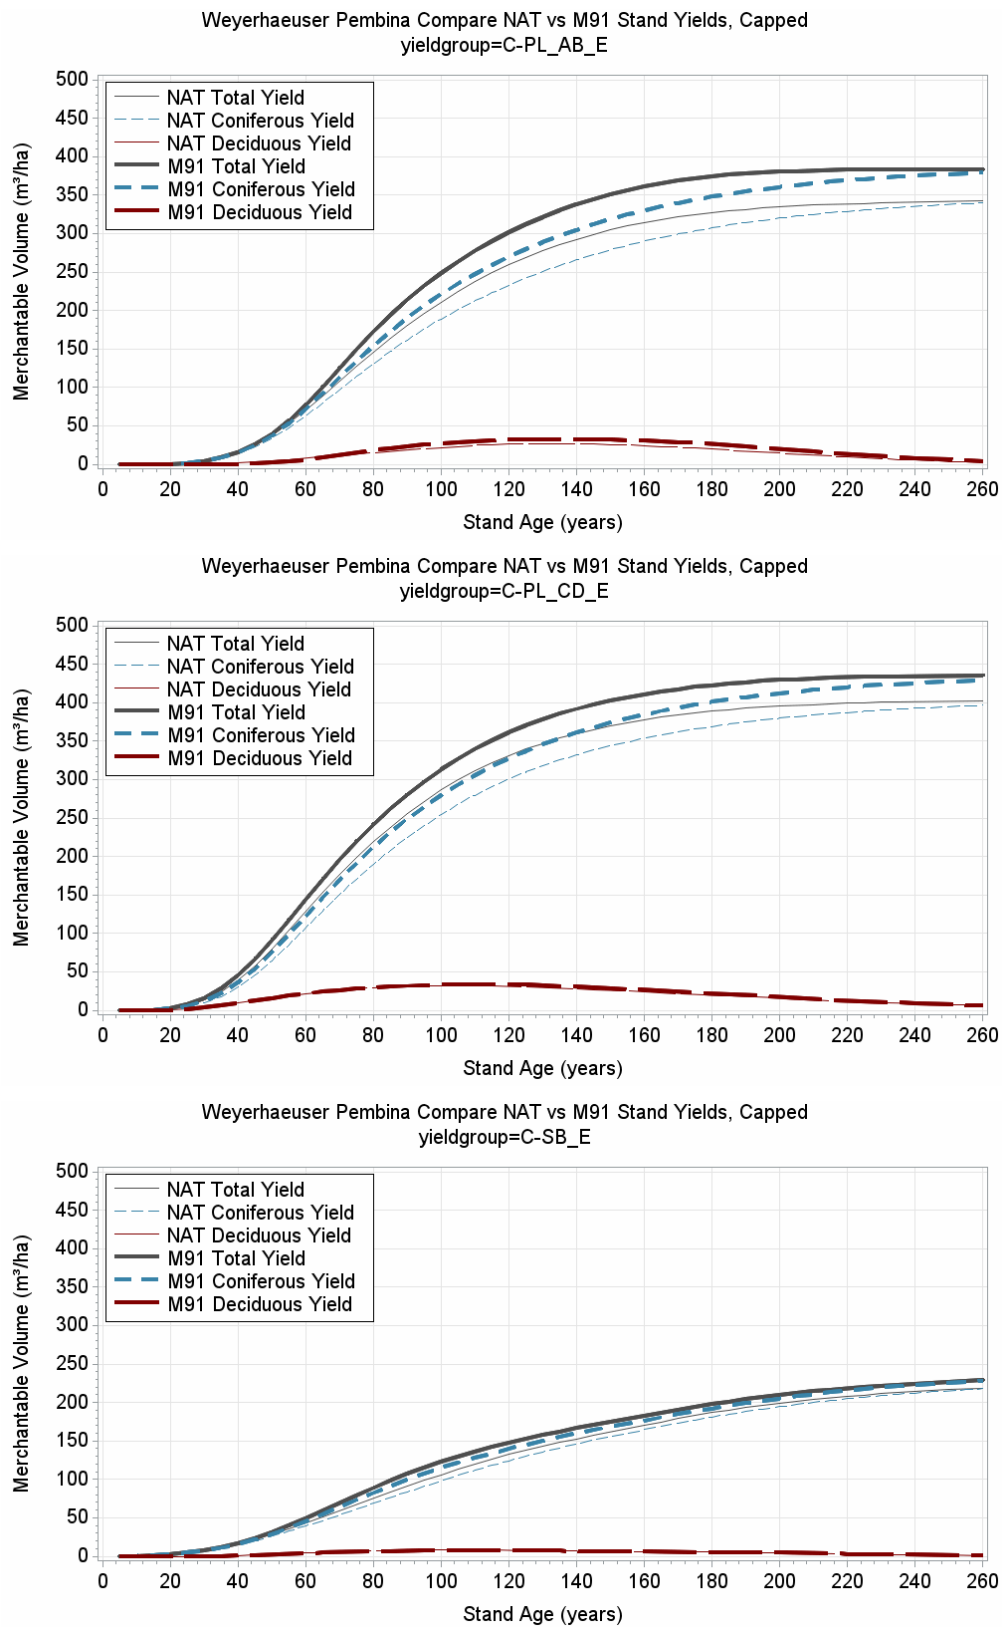 Weyerhaeuser Pembina Compare NAT vs M91 Stand Yields, Capped
yieldgroup=C-PL_AB_E
500
450
400
350
300
250
200
150
100
50
0
Merchantable Volume (m³/ha)
NAT Total Yield
NAT Coniferous Yield
NAT Deciduous Yield
M91 Total Yield
M91 Coniferous Yield
M91 Deciduous Yield
0 20 40 60 80 100 120 140 160 180 200 220 240 260
Stand Age (years)
Weyerhaeuser Pembina Compare NAT vs M91 Stand Yields, Capped
yieldgroup=C-PL_CD_E
500
450
400
350
300
250
200
150
100
50
0
Merchantable Volume (m³/ha)
NAT Total Yield
NAT Coniferous Yield
NAT Deciduous Yield
M91 Total Yield
M91 Coniferous Yield
M91 Deciduous Yield
0 20 40 60 80 100 120 140 160 180 200 220 240 260
Stand Age (years)
Weyerhaeuser Pembina Compare NAT vs M91 Stand Yields, Capped
yieldgroup=C-SB_E
500
450
400
350
300
250
200
150
100
50
0
Merchantable Volume (m³/ha)
NAT Total Yield
NAT Coniferous Yield
NAT Deciduous Yield
M91 Total Yield
M91 Coniferous Yield
M91 Deciduous Yield
0 20 40 60 80 100 120 140 160 180 200 220 240 260
Stand Age (years)